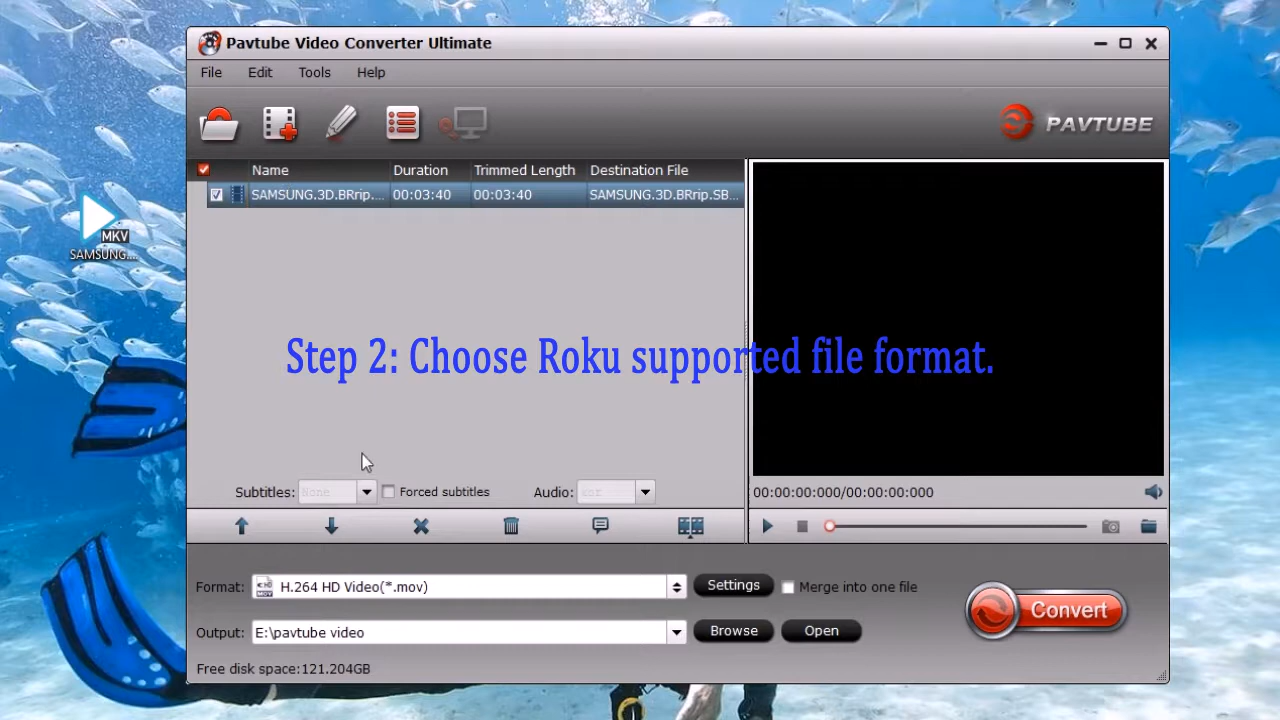 Pavtube Video Converter Ultimate
File Edit Tools Help
PAVTUBE
Name Duration Trimmed Length Destination File
SAMSUNG.3D.BRrip.... 00:03:40 00:03:40 SAMSUNG.3D.BRrip.SB...
MKV
SAMSUNG....
Step 2: Choose Roku supported file format.
Subtitles: None Forced subtitles Audio:
00:00:00:000/00:00:00:000
Format: H.264 HD Video(*.mov) Settings Merge into one file
Convert
Output: E:\pavtube video Browse Open
Free disk space:121.204GB